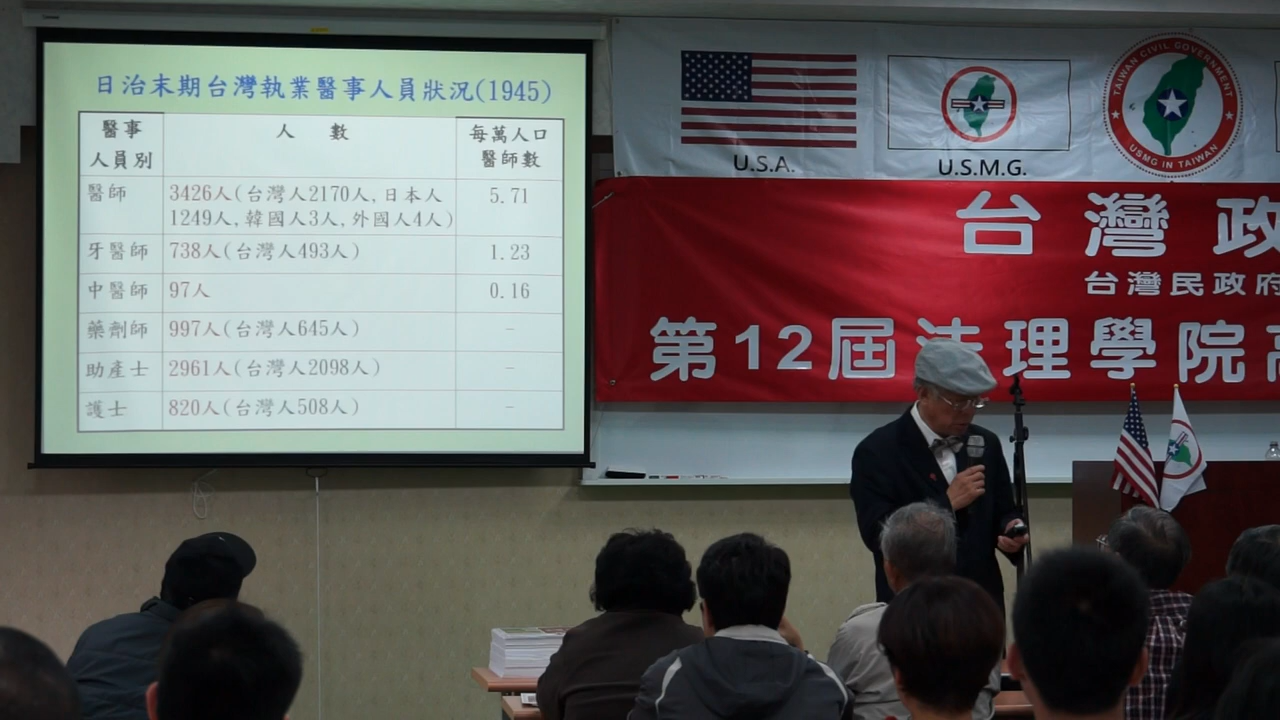 日治末期台灣執業醫事人員狀況(1945)
醫事人員別 人 數 每萬人口醫師數
醫師 3426人(台灣人2170人,日本人1249人,韓國人3人,外國人4人) 5.71
牙醫師 738人(台灣人493人) 1.23
中醫師 97人 0.16
藥劑師 997人(台灣人645人) –
助產士 2961人(台灣人2098人) –
護士 820人(台灣人508人) –
U.S.A.
U.S.M.G.
TAIWAN CIVIL GOVERNMENT
USMG IN TAIWAN
台灣政
台灣民政府
第12屆法理學院高